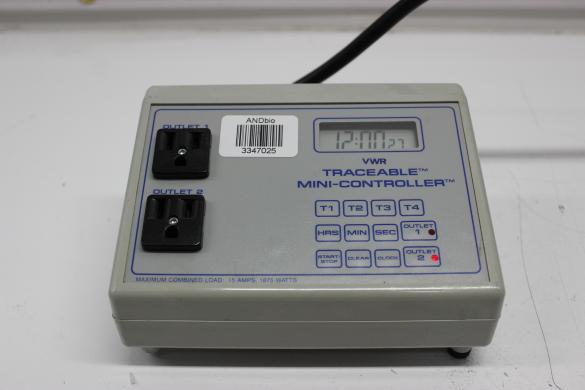 OUTLET 1
ANDbio
3347025
12:00 27
VWR
TRACEABLE™
MINI-CONTROLLER™
OUTLET 2
T1 T2 T3 T4
HRS MIN SEC OUTLET 1
START/STOP CLEAR CLOCK OUTLET 2
MAXIMUM COMBINED LOAD: 15 AMPS, 1875 WATTS